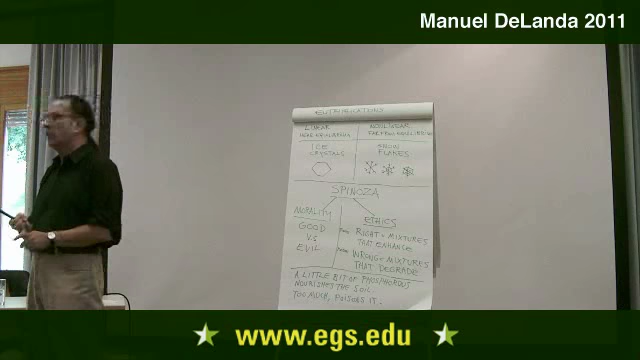 Manuel DeLanda 2011
LINEAR
NONLINEAR
ICE
CRYSTALS
SNOW
FLAKES
SPINOZA
MORALITY
ETHICS
GOOD
V.S
EVIL
RIGHT = MIXTURES
THAT ENHANCE
WRONG = MIXTURES
THAT DEGRADE
A LITTLE BIT OF PHOSPHOROUS
NOURISHES THE SOIL.
TOO MUCH, POISONS IT.
www.egs.edu